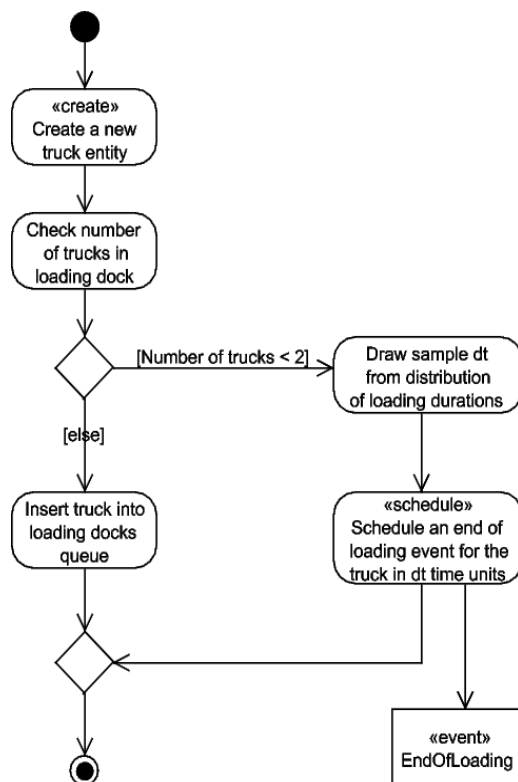 «create»
Create a new
truck entity
Check number
of trucks in
loading dock
[Number of trucks < 2]
Draw sample dt
from distribution
of loading durations
[else]
Insert truck into
loading docks
queue
«schedule»
Schedule an end of
loading event for the
truck in dt time units
«event»
EndOfLoading